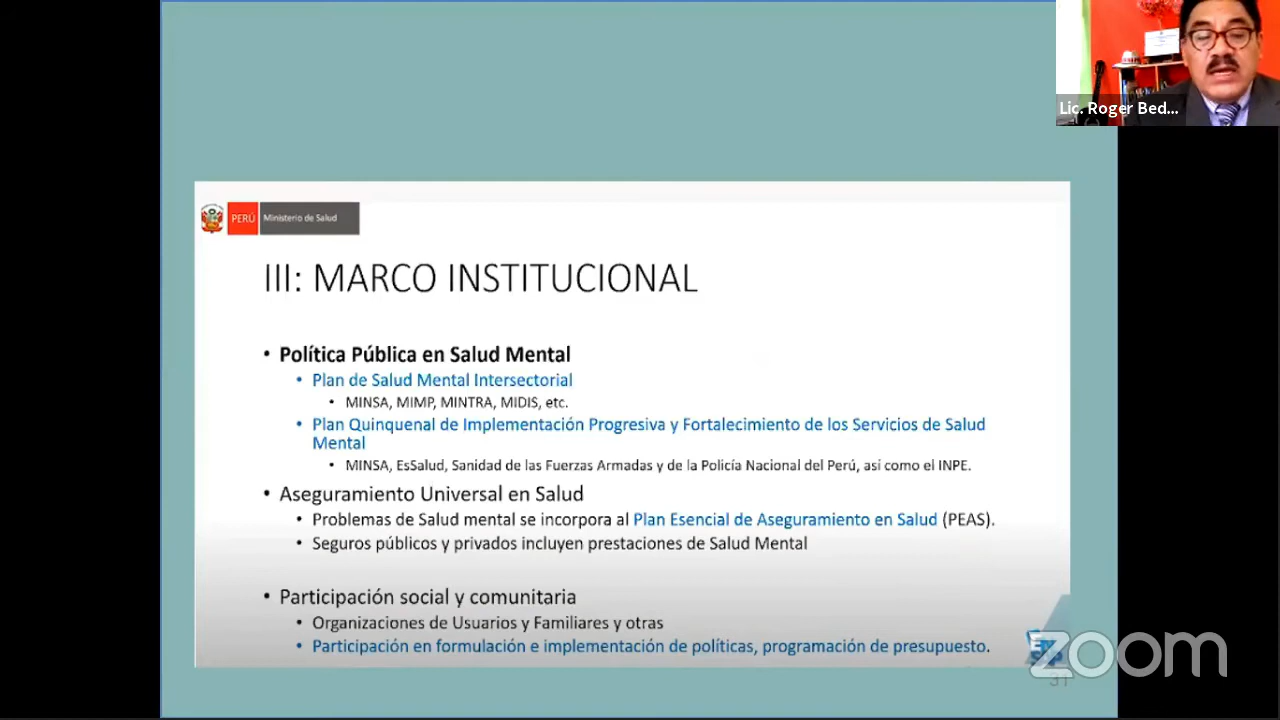 Lic. Roger Bed...
PERÚ Ministerio de Salud
III: MARCO INSTITUCIONAL
• Política Pública en Salud Mental
• Plan de Salud Mental Intersectorial
• MINSA, MIMP, MINTRA, MIDIS, etc.
• Plan Quinquenal de Implementación Progresiva y Fortalecimiento de los Servicios de Salud
Mental
• MINSA, EsSalud, Sanidad de las Fuerzas Armadas y de la Policía Nacional del Perú, así como el INPE.
• Aseguramiento Universal en Salud
• Problemas de Salud mental se incorpora al Plan Esencial de Aseguramiento en Salud (PEAS).
• Seguros públicos y privados incluyen prestaciones de Salud Mental
• Participación social y comunitaria
• Organizaciones de Usuarios y Familiares y otras
• Participación en formulación e implementación de políticas, programación de presupuesto.
zoom
31